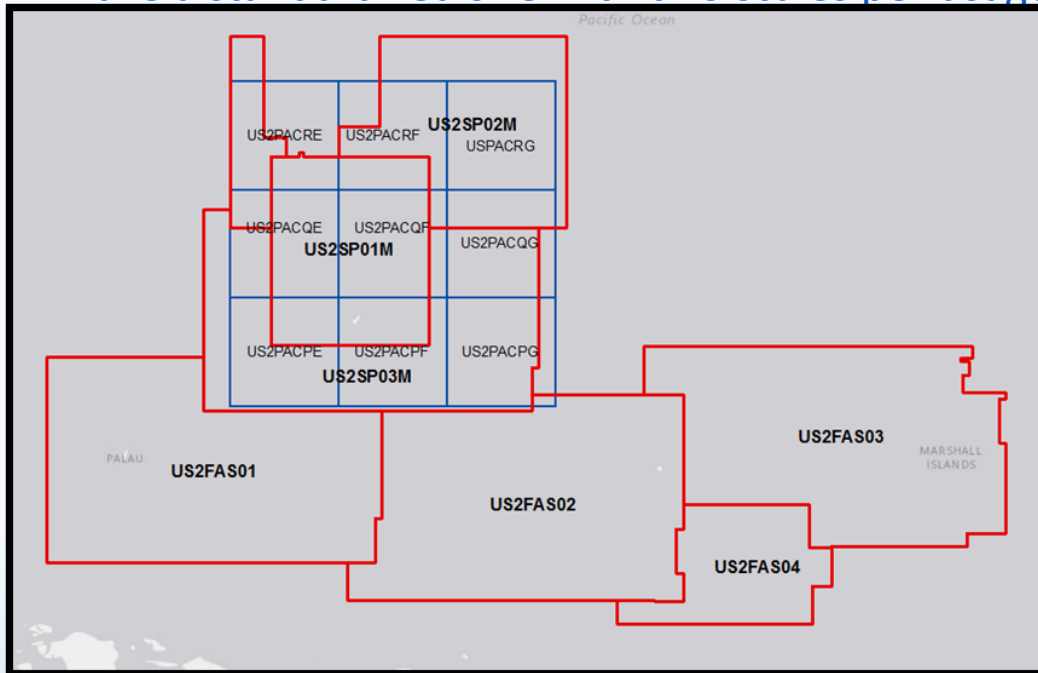 Pacific Ocean
US2PACRE
US2PACRF
US2SP02M
USPACRG
US2PACQE
US2PACQF
US2PACQG
US2SP01M
US2PACPE
US2PACPF
US2PACPG
US2SP03M
US2FAS03
MARSHALL
ISLANDS
PALAU
US2FAS01
US2FAS02
US2FAS04